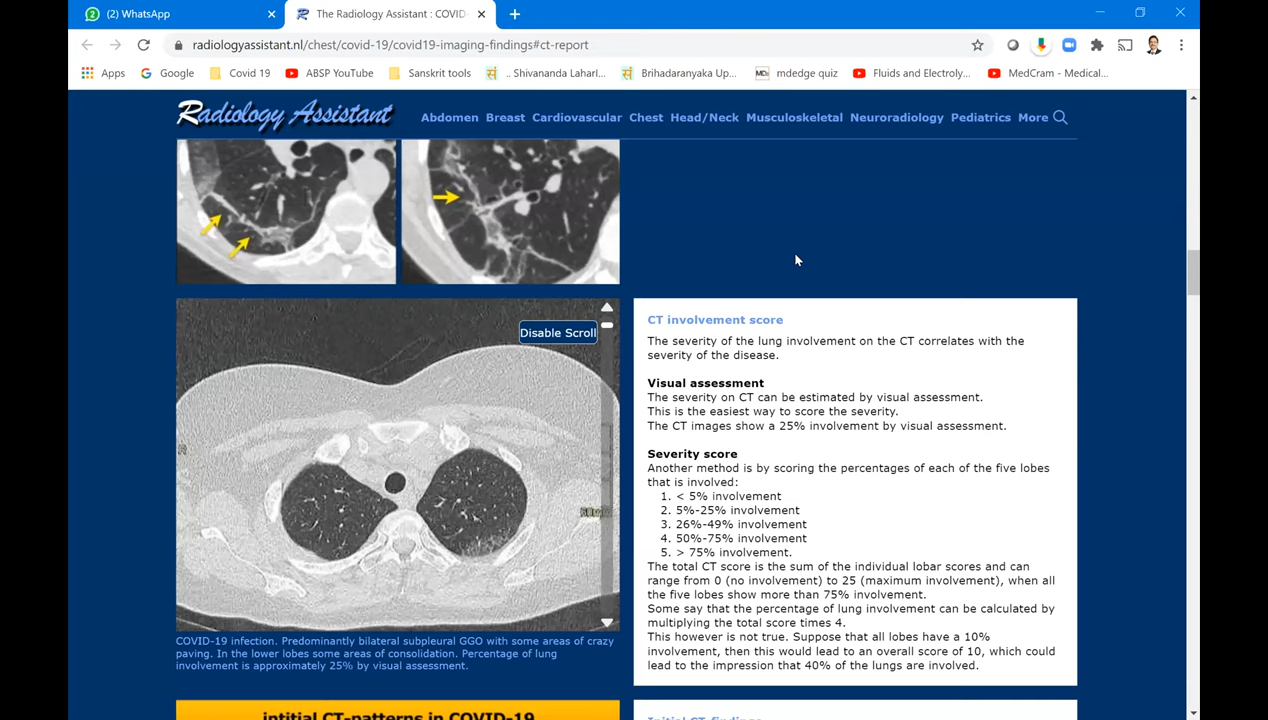 (2) WhatsApp
The Radiology Assistant : COVID-
radiologyassistant.nl/chest/covid-19/covid19-imaging-findings#ct-report
Apps Google Covid 19 ABSP YouTube Sanskrit tools .. Shivananda Laharl... Brihadaranyaka Up... mdedge quiz Fluids and Electroly... MedCram - Medical...
Radiology Assistant
Abdomen Breast Cardiovascular Chest Head/Neck Musculoskeletal Neuroradiology Pediatrics More
Disable Scroll
R
COVID-19 infection. Predominantly bilateral subpleural GGO with some areas of crazy
paving. In the lower lobes some areas of consolidation. Percentage of lung
involvement is approximately 25% by visual assessment.
CT involvement score
The severity of the lung involvement on the CT correlates with the
severity of the disease.
Visual assessment
The severity on CT can be estimated by visual assessment.
This is the easiest way to score the severity.
The CT images show a 25% involvement by visual assessment.
Severity score
Another method is by scoring the percentages of each of the five lobes
that is involved:
1. < 5% involvement
2. 5%-25% involvement
3. 26%-49% involvement
4. 50%-75% involvement
5. > 75% involvement.
The total CT score is the sum of the individual lobar scores and can
range from 0 (no involvement) to 25 (maximum involvement), when all
the five lobes show more than 75% involvement.
Some say that the percentage of lung involvement can be calculated by
multiplying the total score times 4.
This however is not true. Suppose that all lobes have a 10%
involvement, then this would lead to an overall score of 10, which could
lead to the impression that 40% of the lungs are involved.
intitial CT-patterns in COVID-19
Initial CT-findings